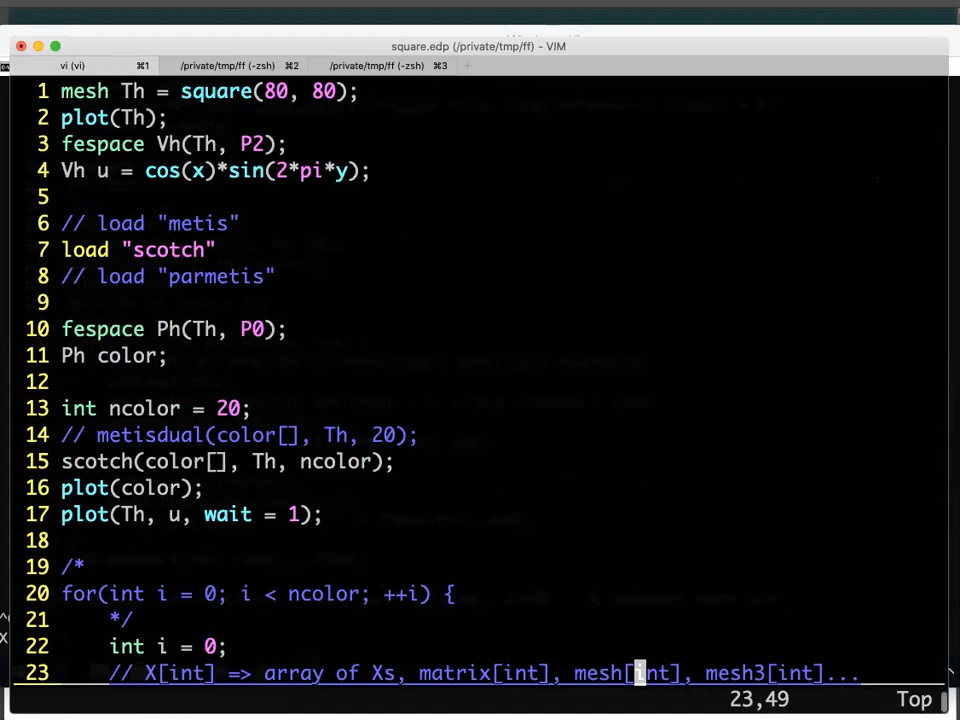 square.edp (/private/tmp/ff) - VIM
vi (vi) ⌘1 /private/tmp/ff (-zsh) ⌘2 /private/tmp/ff (-zsh) ⌘3 +
1 mesh Th = square(80, 80);
2 plot(Th);
3 fespace Vh(Th, P2);
4 Vh u = cos(x)*sin(2*pi*y);
5
6 // load "metis"
7 load "scotch"
8 // load "parmetis"
9
10 fespace Ph(Th, P0);
11 Ph color;
12
13 int ncolor = 20;
14 // metisdual(color[], Th, 20);
15 scotch(color[], Th, ncolor);
16 plot(color);
17 plot(Th, u, wait = 1);
18
19 /*
20 for(int i = 0; i < ncolor; ++i) {
21 */
22 int i = 0;
23 // X[int] => array of Xs, matrix[int], mesh[int], mesh3[int]...
23,49 Top